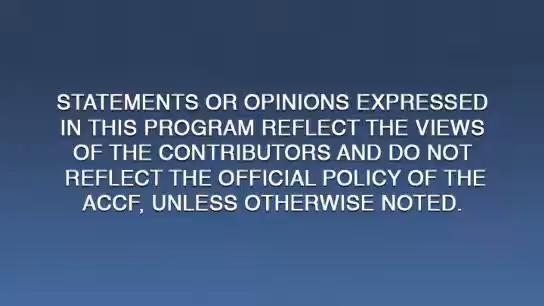 STATEMENTS OR OPINIONS EXPRESSED
IN THIS PROGRAM REFLECT THE VIEWS
OF THE CONTRIBUTORS AND DO NOT
REFLECT THE OFFICIAL POLICY OF THE
ACCF, UNLESS OTHERWISE NOTED.